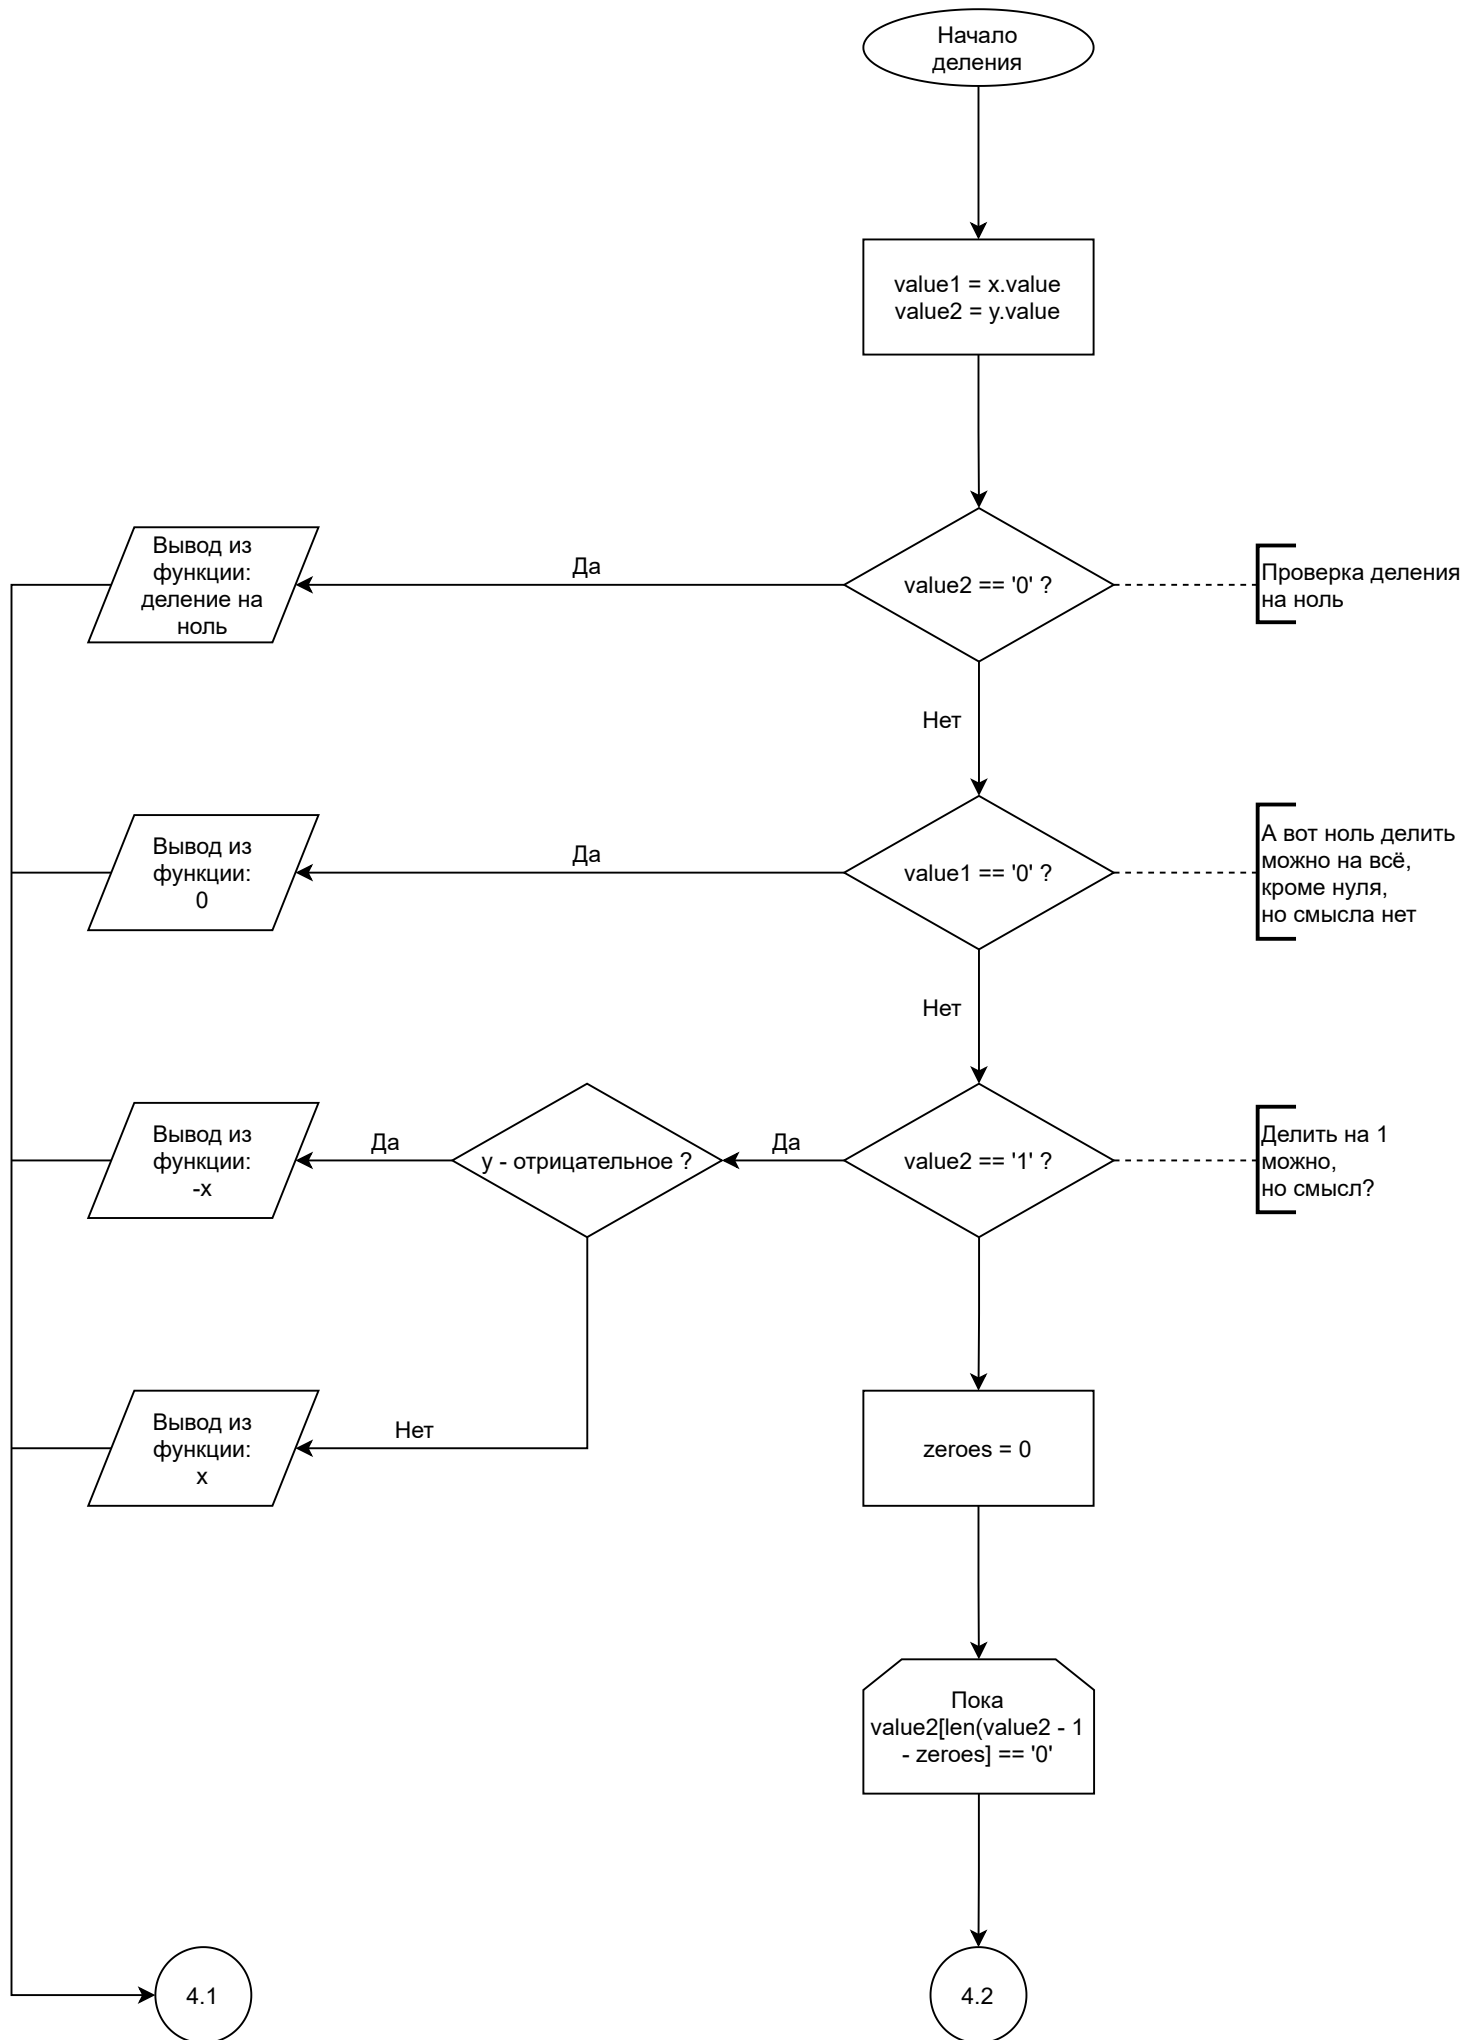 Начало
деления
value1 = x.value
value2 = y.value
Вывод из
функции:
деление на
ноль
Да
value2 == '0' ?
Проверка деления
на ноль
Нет
Вывод из
функции:
0
Да
value1 == '0' ?
А вот ноль делить
можно на всё,
кроме нуля,
но смысла нет
Нет
Вывод из
функции:
-x
Да
y - отрицательное ?
Да
value2 == '1' ?
Делить на 1
можно,
но смысл?
Вывод из
функции:
x
Нет
zeroes = 0
Пока
value2[len(value2 - 1
- zeroes] == '0'
4.1
4.2